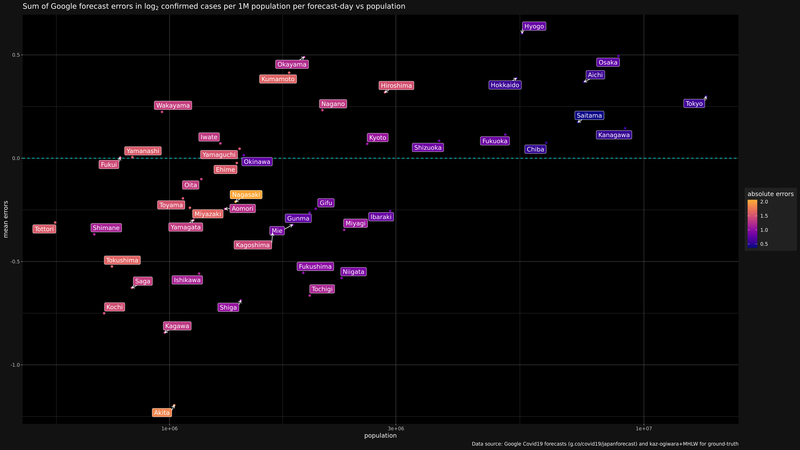 Sum of Google forecast errors in log₂ confirmed cases per 1M population per forecast-day vs population
Hyogo
0.5
Okayama
Osaka
Kumamoto
Aichi
Hiroshima
Hokkaido
absolute errors
2.0
1.5
1.0
0.5
Wakayama
Nagano
Tokyo
Saitama
Iwate
Kyoto
Kanagawa
Fukuoka
Shizuoka
Chiba
Yamanashi
Yamaguchi
0.0
Fukui
Okinawa
Ehime
Oita
mean errors
Nagasaki
Toyama
Aomori
Gifu
Miyazaki
Gunma
Ibaraki
Tottori
Shimane
Yamagata
Mie
Miyagi
Kagoshima
-0.5
Tokushima
Fukushima
Niigata
Saga
Ishikawa
Tochigi
Kochi
Shiga
Kagawa
-1.0
Akita
1e+06
3e+06
1e+07
population
Data source: Google Covid19 forecasts (g.co/covid19/japanforecast) and kaz-ogiwara+MHLW for ground-truth